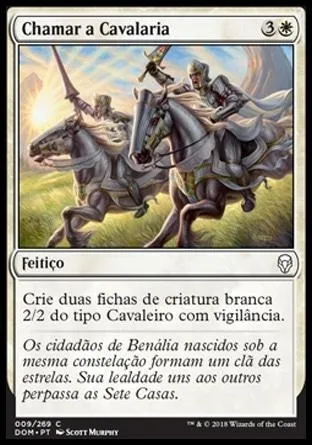 Chamar a Cavalaria 3
Feitiço
Crie duas fichas de criatura branca
2/2 do tipo Cavaleiro com vigilância.
Os cidadãos de Benália nascidos sob a
mesma constelação formam um clã das
estrelas. Sua lealdade uns aos outros
perpassa as Sete Casas.
009/269 C
DOM • PT SCOTT MURPHY
™ & © 2018 Wizards of the Coast